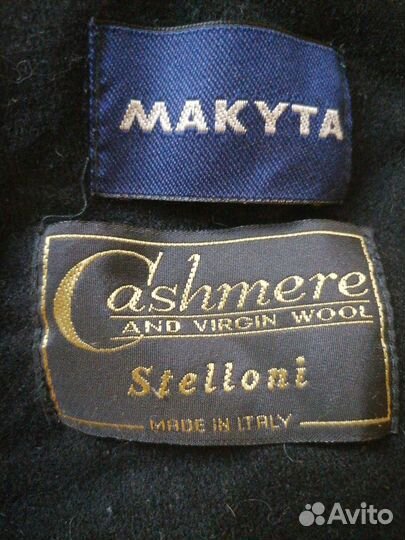 MAKYTA
Cashmere
AND VIRGIN WOOL
Stelloni
MADE IN ITALY
Avito